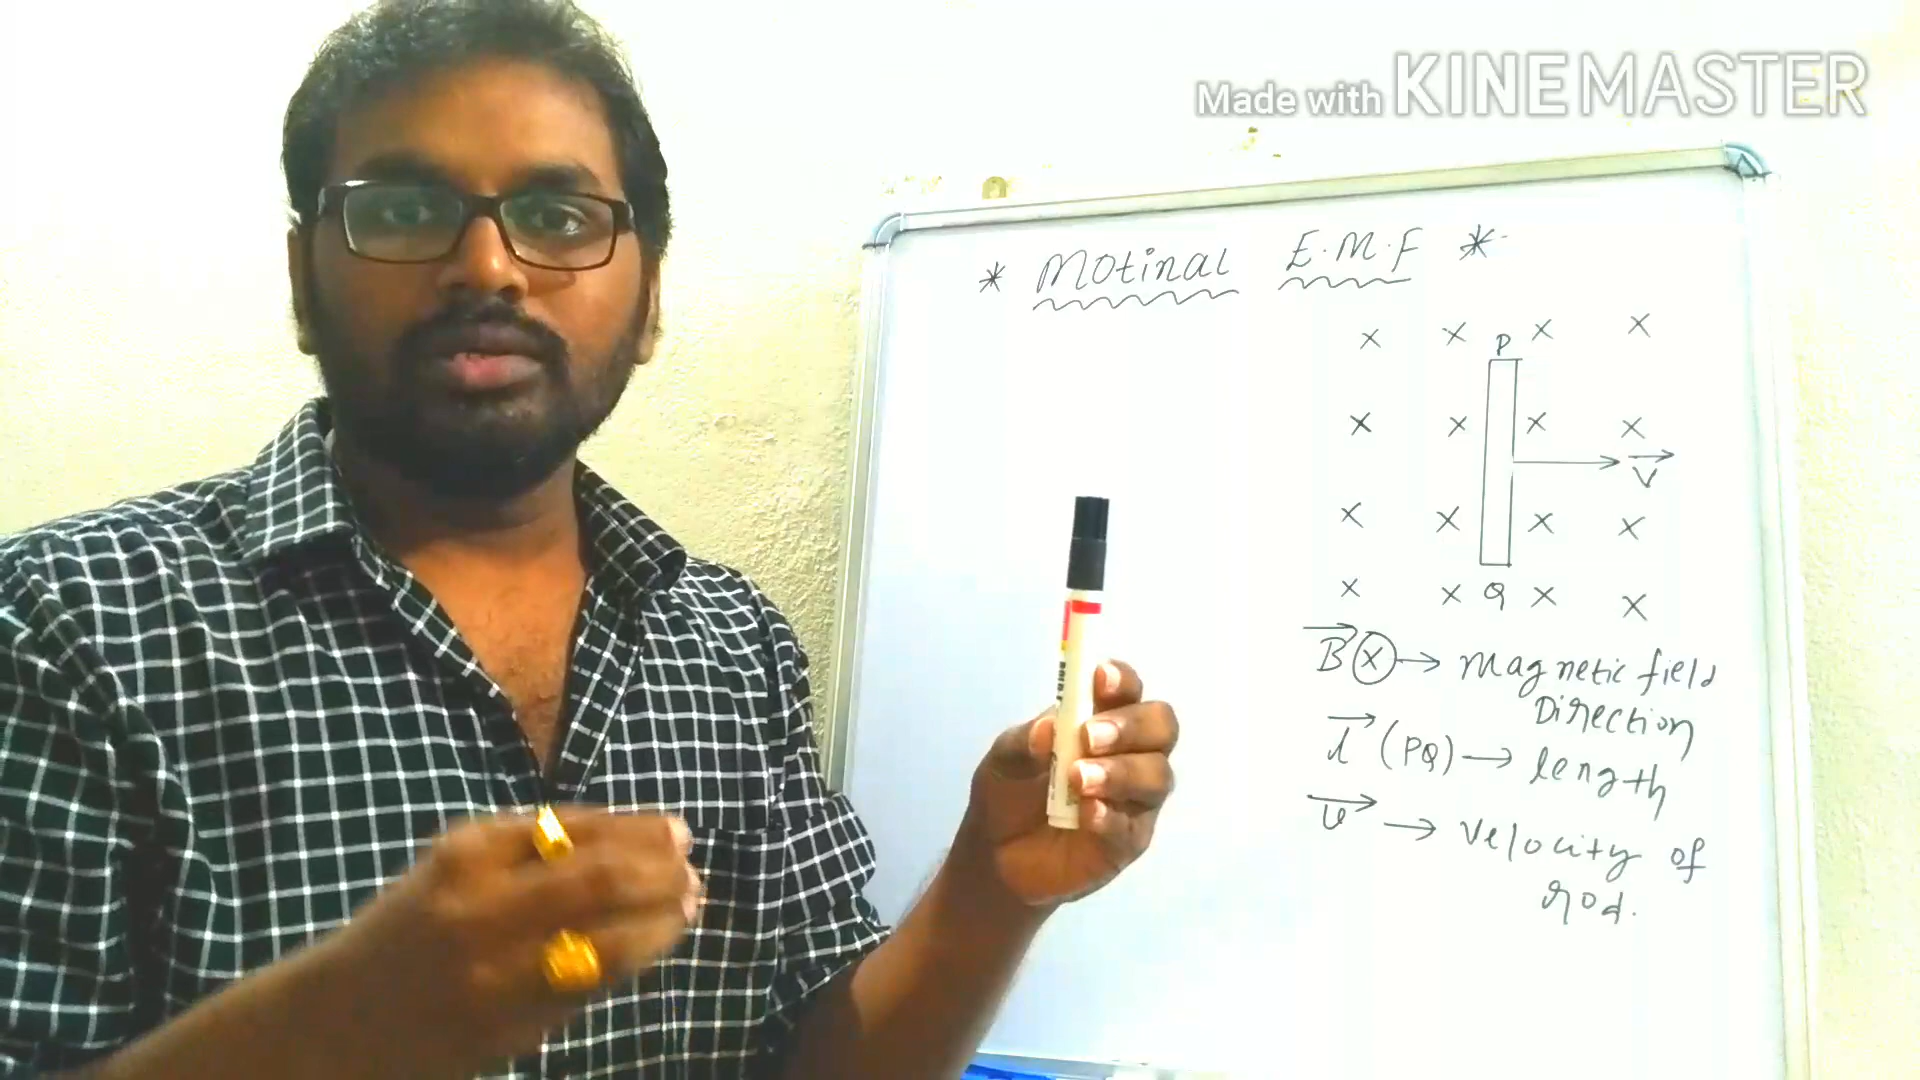 Made with KINEMASTER
* Motinal E.M.F *
× × × ×
P
× × × ×
V
× × × ×
× × Q × ×
B ⊗ → Magnetic field
Direction
l (PQ) → length
v → Velocity of
rod.